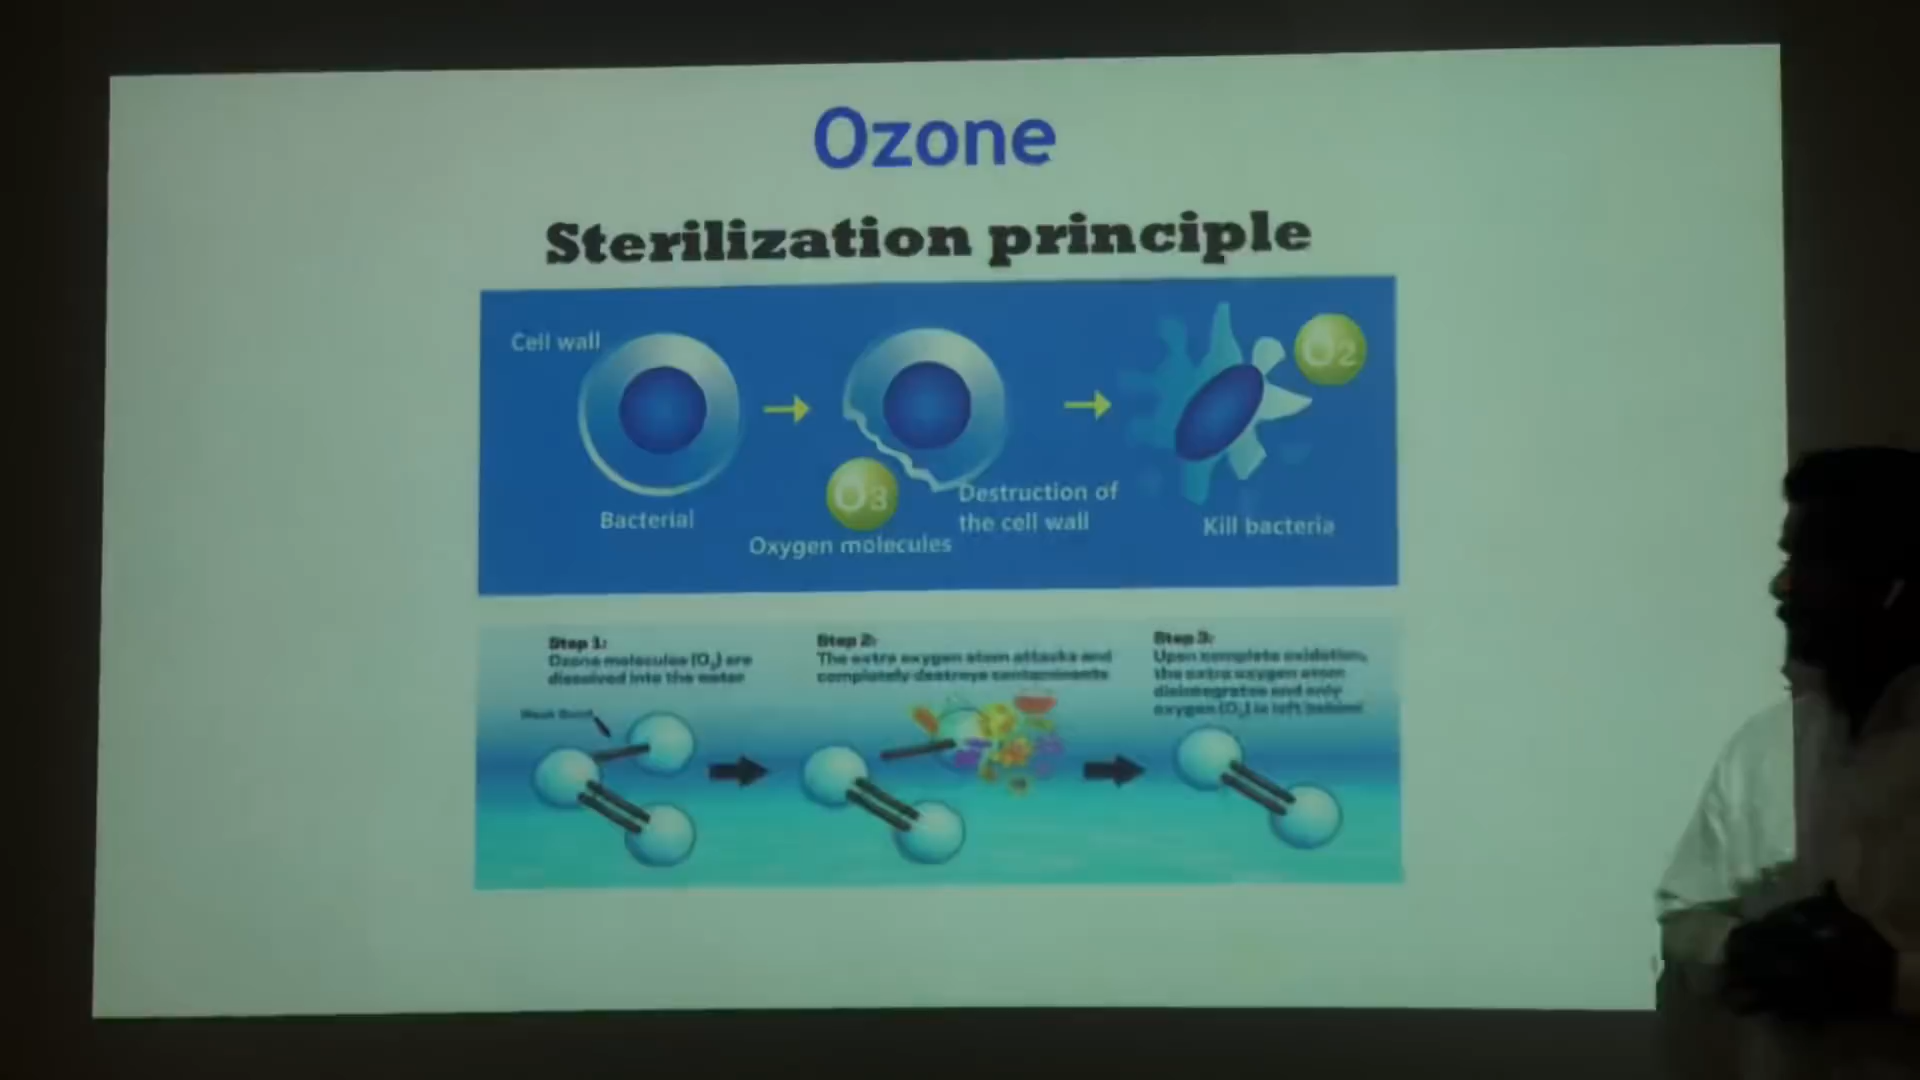 Ozone
Sterilization principle
Cell wall
O2
O3
Bacterial
Oxygen molecules
Destruction of
the cell wall
Kill bacteria
Step 1:
Ozone molecules (O3) are
dissolved into the water
Weak Bond
Step 2:
The extra oxygen atom attacks and
completely destroys contaminants
Step 3:
Upon complete oxidation,
the extra oxygen atom
disintegrates and only
oxygen (O2) is left behind